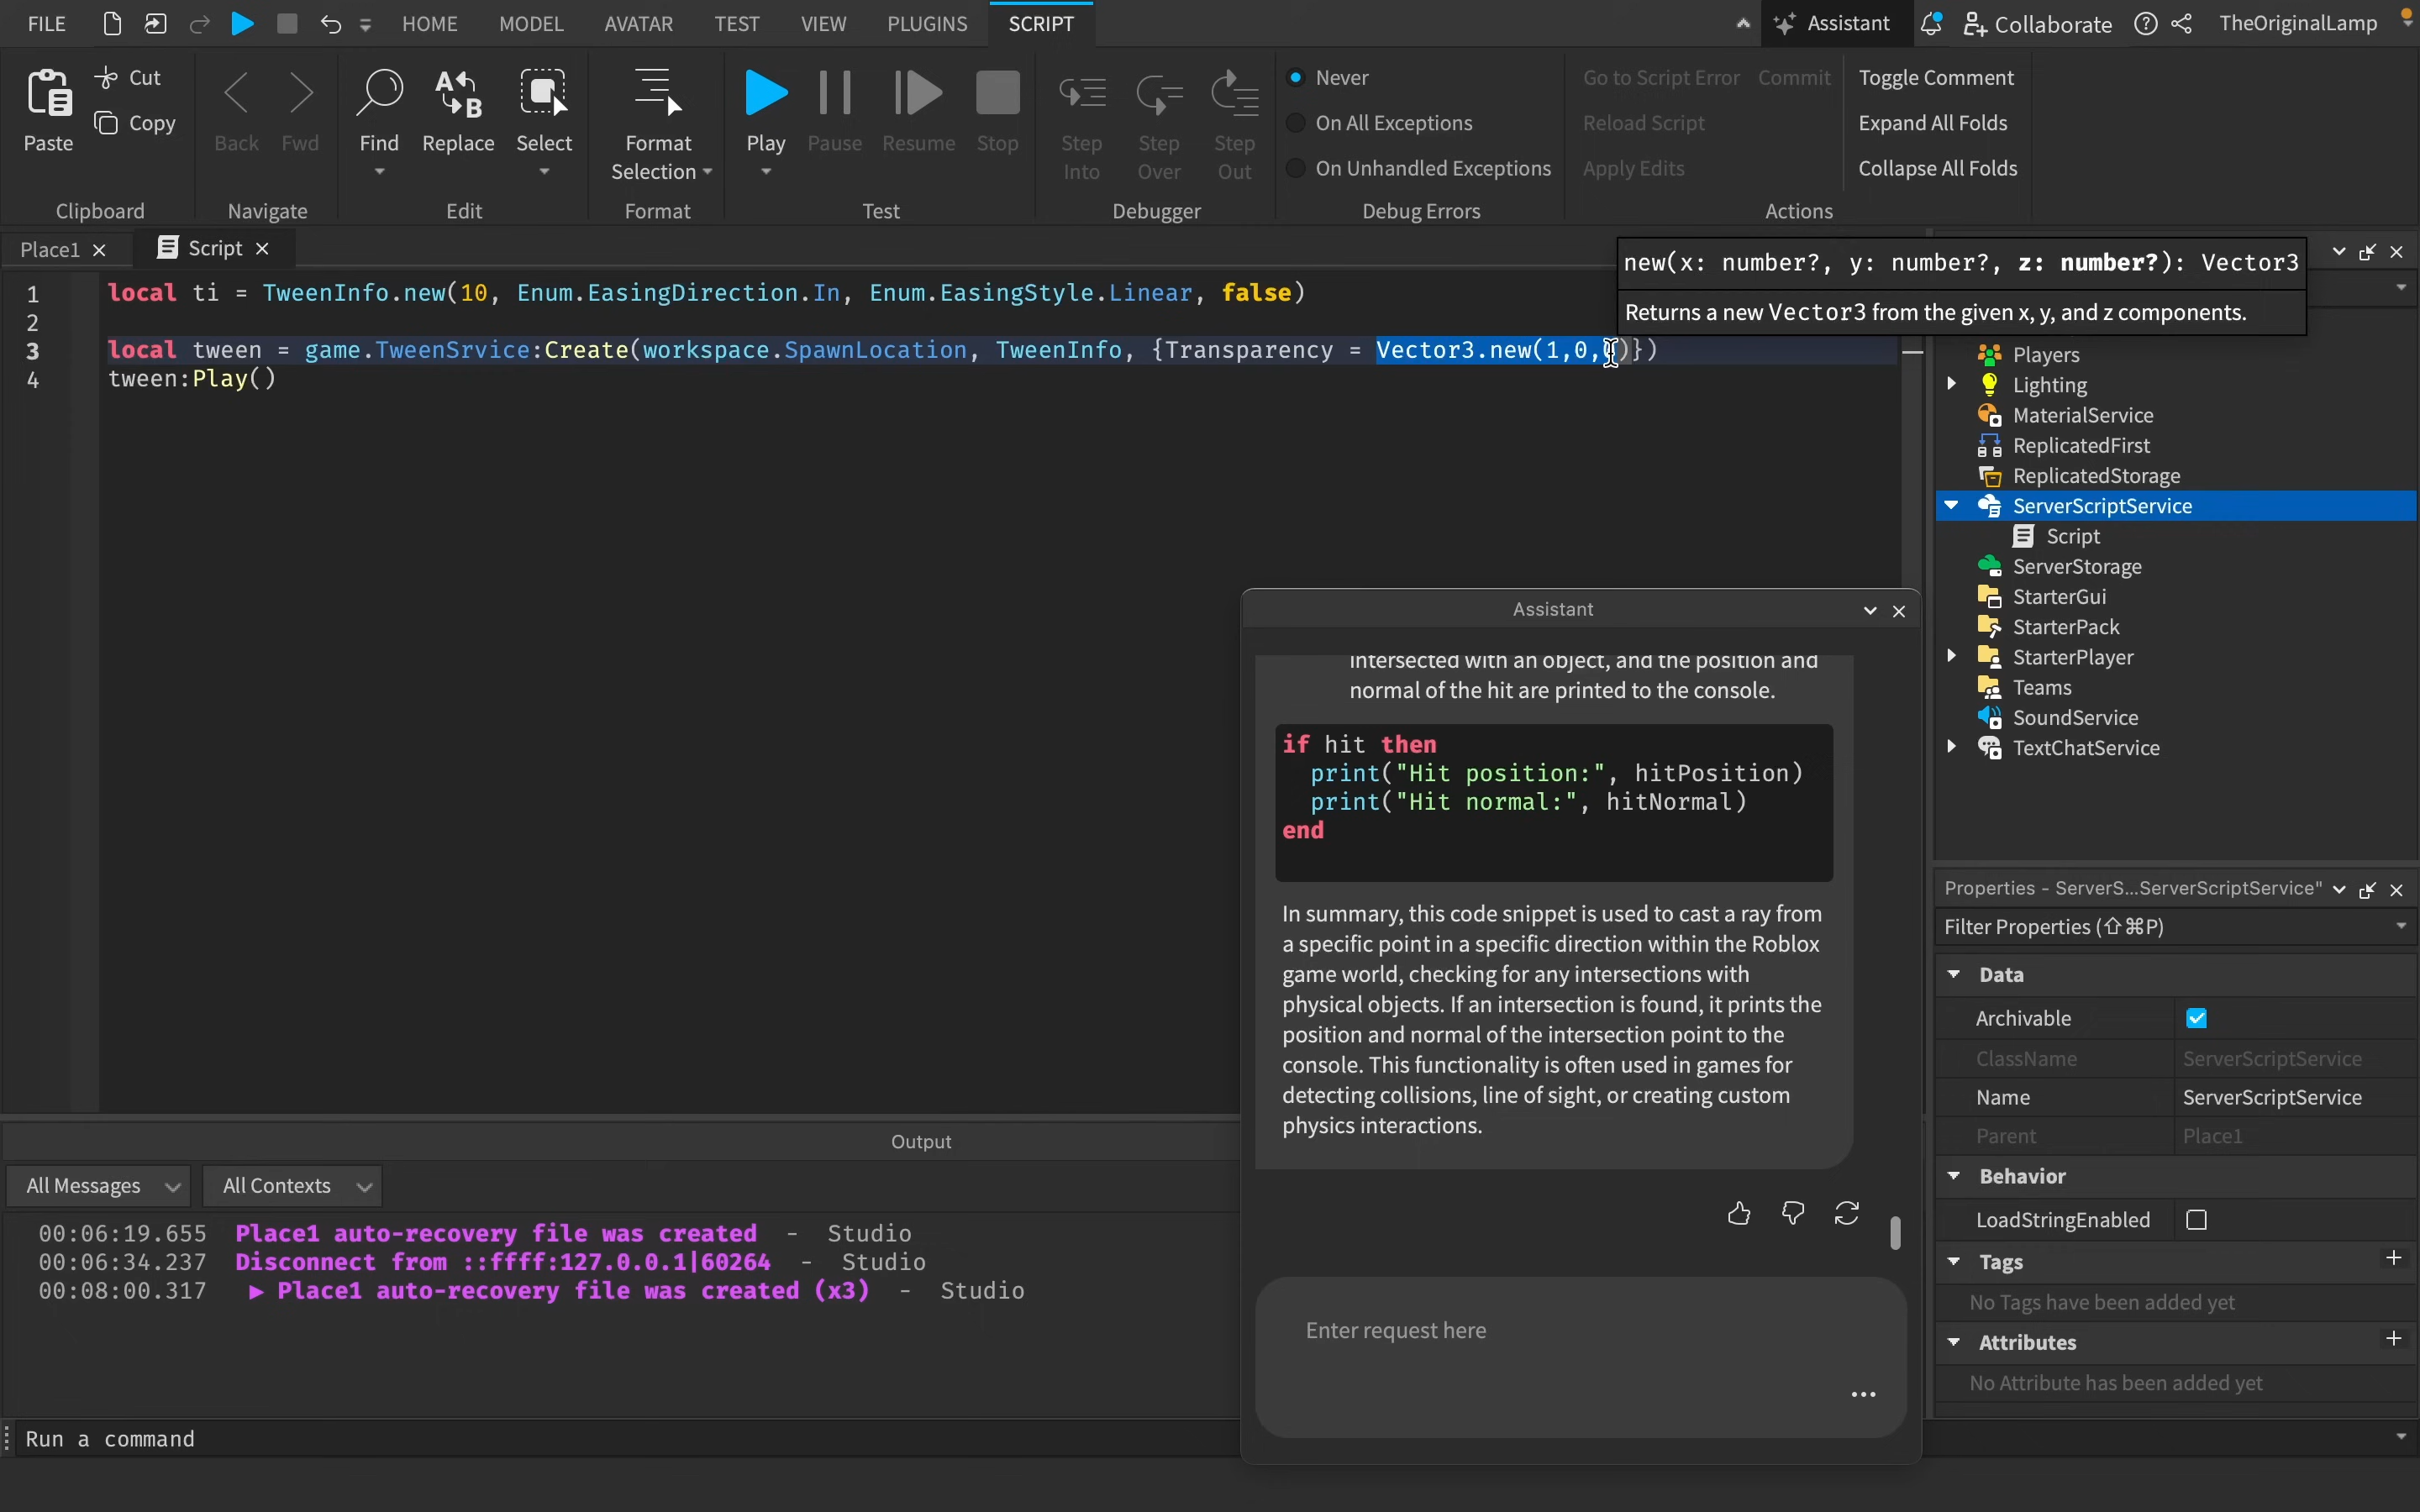 FILE HOME MODEL AVATAR TEST VIEW PLUGINS SCRIPT Assistant Collaborate TheOriginalLamp
Paste Cut Copy
Clipboard
Back Fwd
Navigate
Find Replace Select
Edit
Format
Selection
Format
Play Pause Resume Stop
Test
Step Into
Step Over
Step Out
Debugger
Never
On All Exceptions
On Unhandled Exceptions
Debug Errors
Go to Script Error Commit
Reload Script
Apply Edits
Toggle Comment
Expand All Folds
Collapse All Folds
Actions
Place1 Script
new(x: number?, y: number?, z: number?): Vector3
Returns a new Vector3 from the given x, y, and z components.
1 local ti = TweenInfo.new(10, Enum.EasingDirection.In, Enum.EasingStyle.Linear, false)
2
3 local tween = game.TweenSrvice:Create(workspace.SpawnLocation, TweenInfo, {Transparency = Vector3.new(1,0,)})
4 tween:Play()
Players
Lighting
MaterialService
ReplicatedFirst
ReplicatedStorage
ServerScriptService
Script
ServerStorage
StarterGui
StarterPack
StarterPlayer
Teams
SoundService
TextChatService
Assistant
intersected with an object, and the position and
normal of the hit are printed to the console.
if hit then
print("Hit position:", hitPosition)
print("Hit normal:", hitNormal)
end
In summary, this code snippet is used to cast a ray from
a specific point in a specific direction within the Roblox
game world, checking for any intersections with
physical objects. If an intersection is found, it prints the
position and normal of the intersection point to the
console. This functionality is often used in games for
detecting collisions, line of sight, or creating custom
physics interactions.
Enter request here
...
Properties - ServerS...ServerScriptService"
Filter Properties (⇧⌘P)
Data
Archivable
ClassName ServerScriptService
Name ServerScriptService
Parent Place1
Behavior
LoadStringEnabled
Tags +
No Tags have been added yet
Attributes +
No Attribute has been added yet
Output
All Messages All Contexts
00:06:19.655 Place1 auto-recovery file was created - Studio
00:06:34.237 Disconnect from ::ffff:127.0.0.1|60264 - Studio
00:08:00.317 ▶ Place1 auto-recovery file was created (x3) - Studio
Run a command